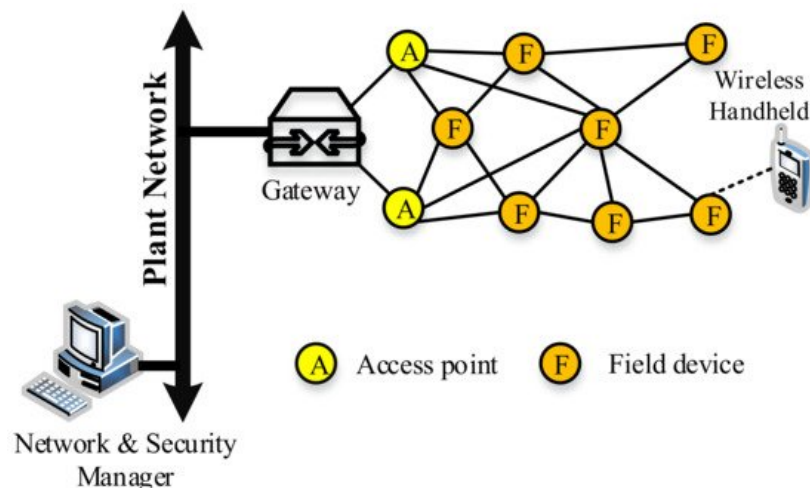 Plant Network
A
F
F
Wireless
Handheld
F
F
Gateway
A
F
F
F
A Access point
F Field device
Network & Security
Manager